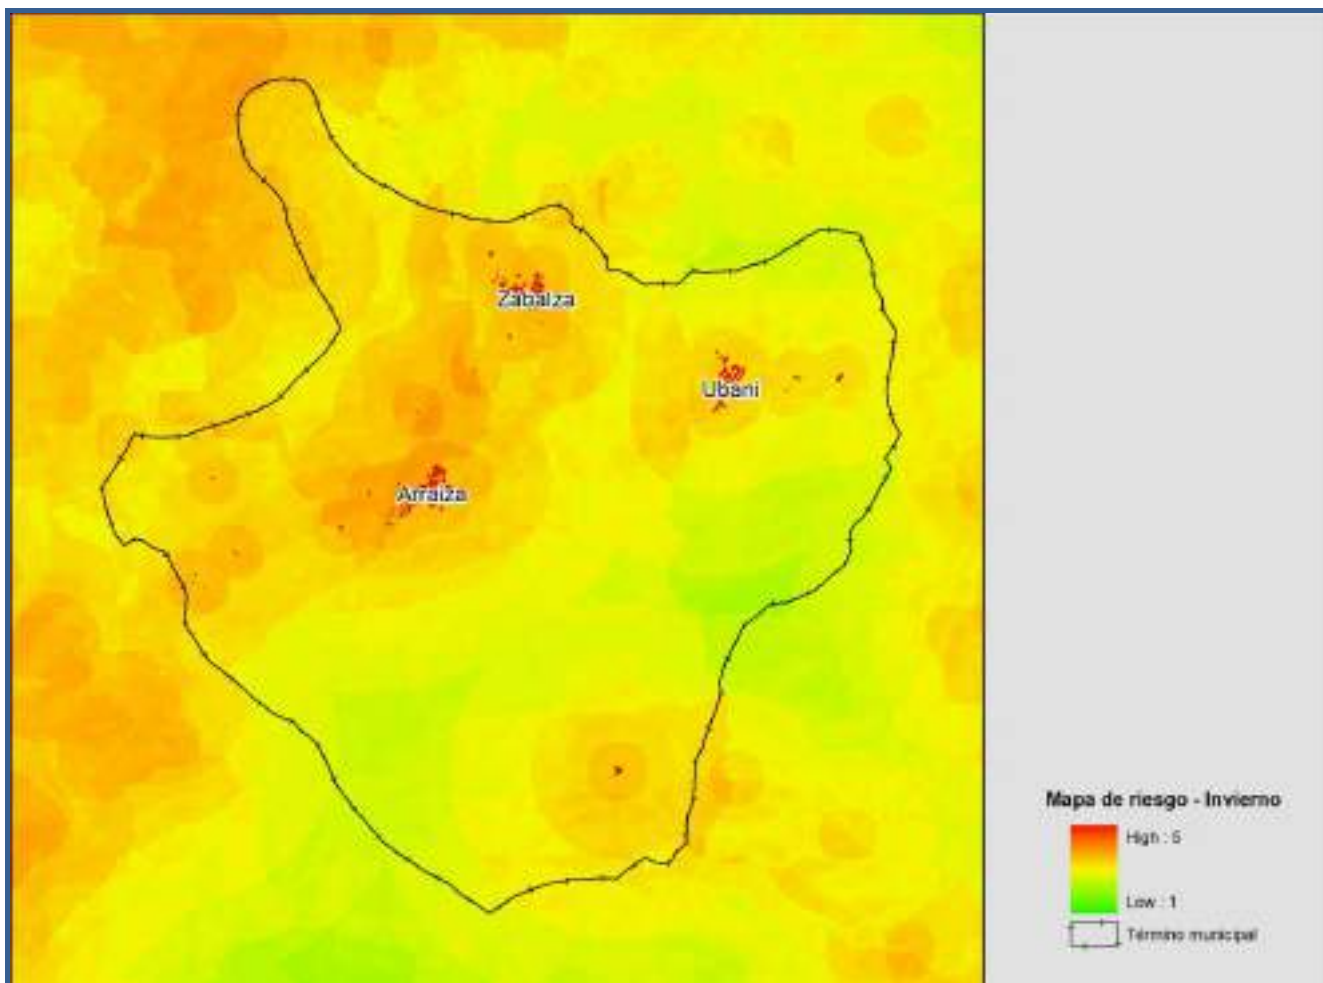 Zabalza
Ubani
Arraiza
Mapa de riesgo - Invierno
High : 5
Low : 1
Término municipal